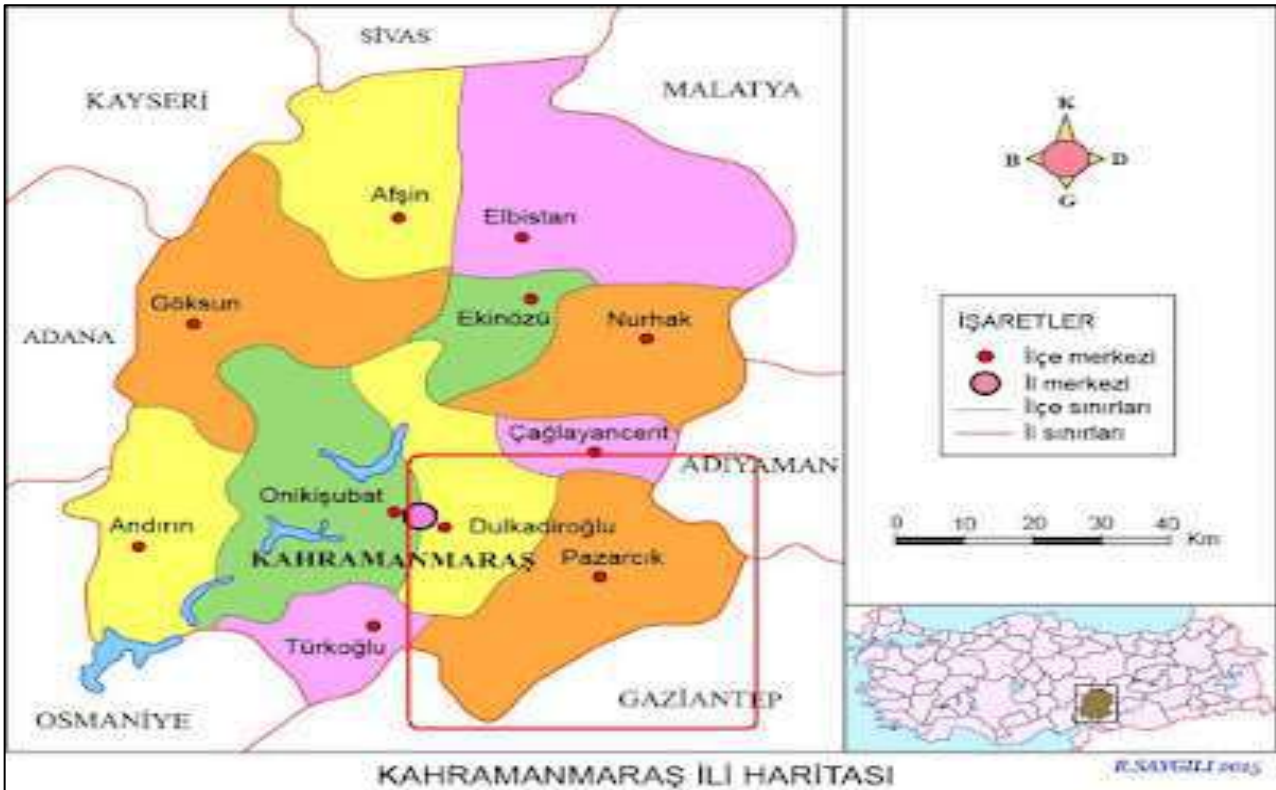 SİVAS
KAYSERİ
MALATYA
Afşin
Elbistan
Göksun
Ekinözü
Nurhak
ADANA
Çağlayancerit
ADIYAMAN
Onikişubat
Andırın
Dulkadiroğlu
KAHRAMANMARAŞ
Pazarcık
Türkoğlu
GAZİANTEP
OSMANİYE
K
B D
G
İŞARETLER
İlçe merkezi
İl merkezi
İlçe sınırları
İl sınırları
0 10 20 30 40 Km
KAHRAMANMARAŞ İLİ HARİTASI
R.SAYGILI 2015